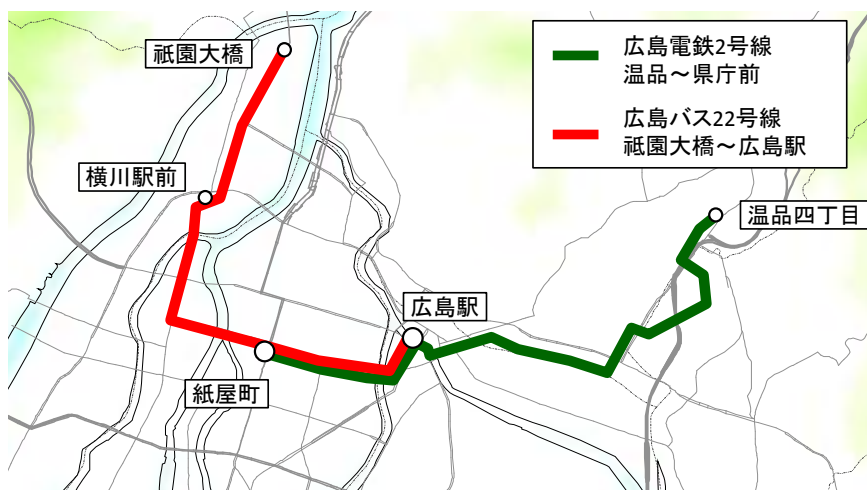 祇園大橋
広島電鉄2号線
温品～県庁前
広島バス22号線
祇園大橋～広島駅
横川駅前
温品四丁目
広島駅
紙屋町